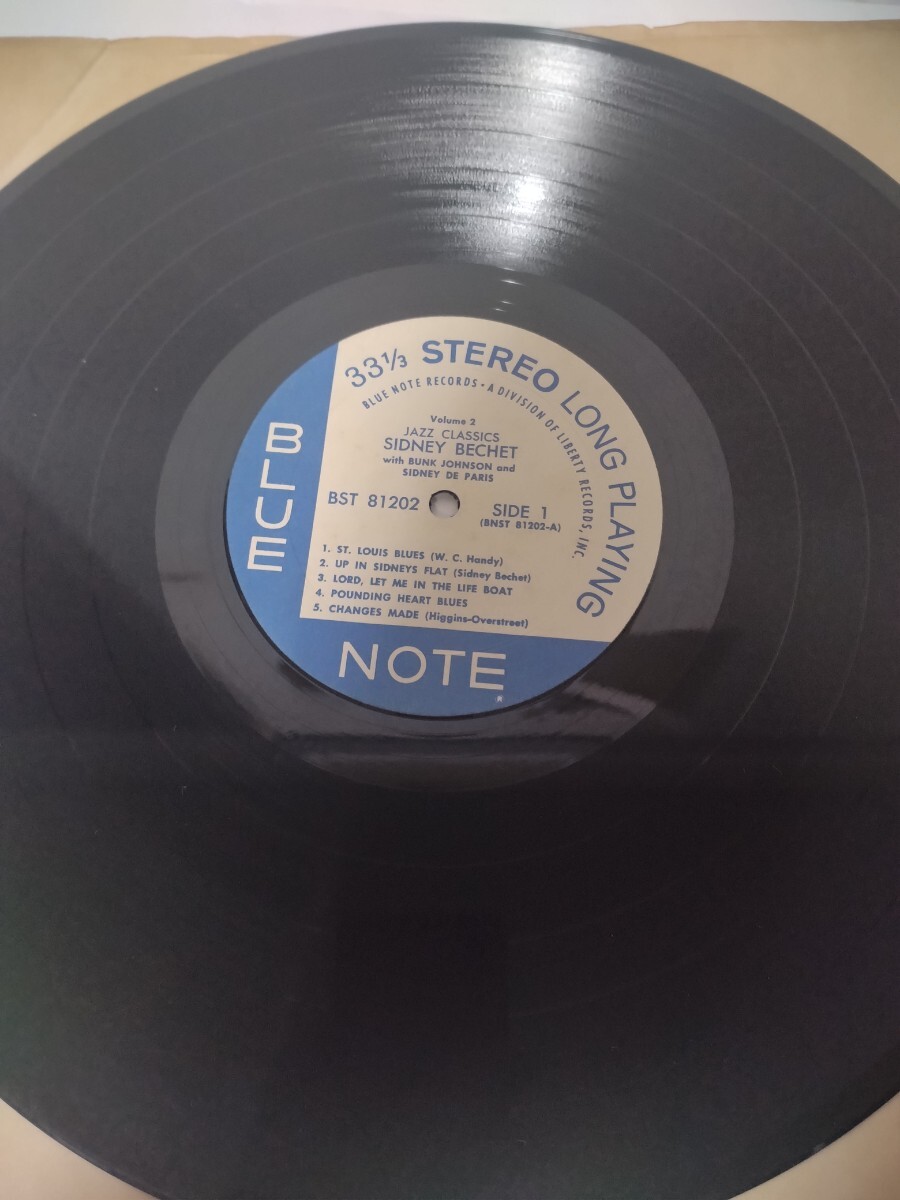 33⅓ STEREO LONG PLAYING
BLUE NOTE RECORDS • A DIVISION OF LIBERTY RECORDS, INC.
Volume 2
JAZZ CLASSICS
SIDNEY BECHET
with BUNK JOHNSON and
SIDNEY DE PARIS
BST 81202
SIDE 1
(BNST 81202-A)
1. ST. LOUIS BLUES (W. C. Handy)
2. UP IN SIDNEYS FLAT (Sidney Bechet)
3. LORD, LET ME IN THE LIFE BOAT
4. POUNDING HEART BLUES
5. CHANGES MADE (Higgins-Overstreet)
BLUE
NOTE
®